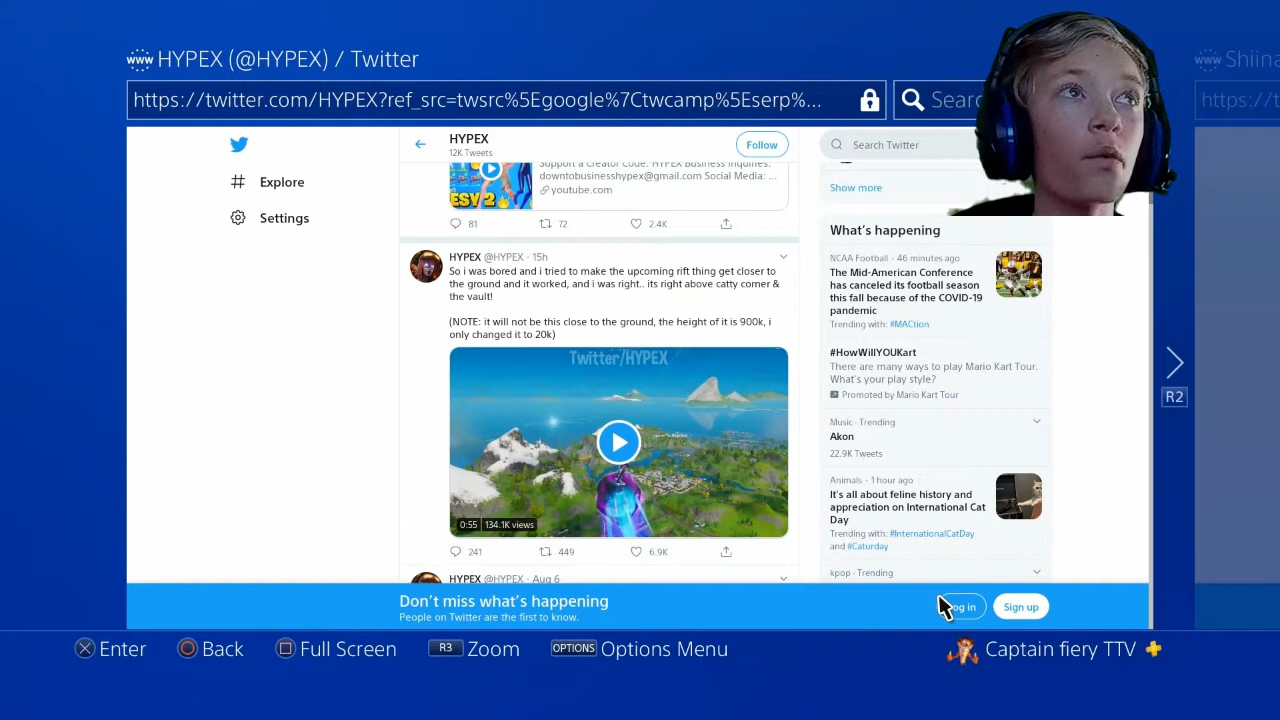 HYPEX (@HYPEX) / Twitter
Shiina
https://twitter.com/HYPEX?ref_src=twsrc%5Egoogle%7Ctwcamp%5Eserp%...
https://t
Explore
Settings
HYPEX
12K Tweets
Follow
Support a Creator Code: HYPEX Business Inquiries:
downtobusinesshypex@gmail.com Social Media: ...
youtube.com
81 72 2.4K
HYPEX @HYPEX · 15h
So i was bored and i tried to make the upcoming rift thing get closer to
the ground and it worked, and i was right.. its right above catty corner &
the vault!
(NOTE: it will not be this close to the ground, the height of it is 900k, i
only changed it to 20k)
Twitter/HYPEX
0:55 134.1K views
241 449 6.9K
HYPEX @HYPEX · Aug 6
Search Twitter
Show more
What's happening
NCAA Football · 46 minutes ago
The Mid-American Conference
has canceled its football season
this fall because of the COVID-19
pandemic
Trending with: #MACtion
#HowWillYOUKart
There are many ways to play Mario Kart Tour.
What's your play style?
Promoted by Mario Kart Tour
Music · Trending
Akon
22.9K Tweets
Animals · 1 hour ago
It's all about feline history and
appreciation on International Cat
Day
Trending with: #InternationalCatDay
and #Caturday
kpop · Trending
Don't miss what's happening
People on Twitter are the first to know.
Log in
Sign up
R2
Enter
Back
Full Screen
R3 Zoom
OPTIONS Options Menu
Captain fiery TTV